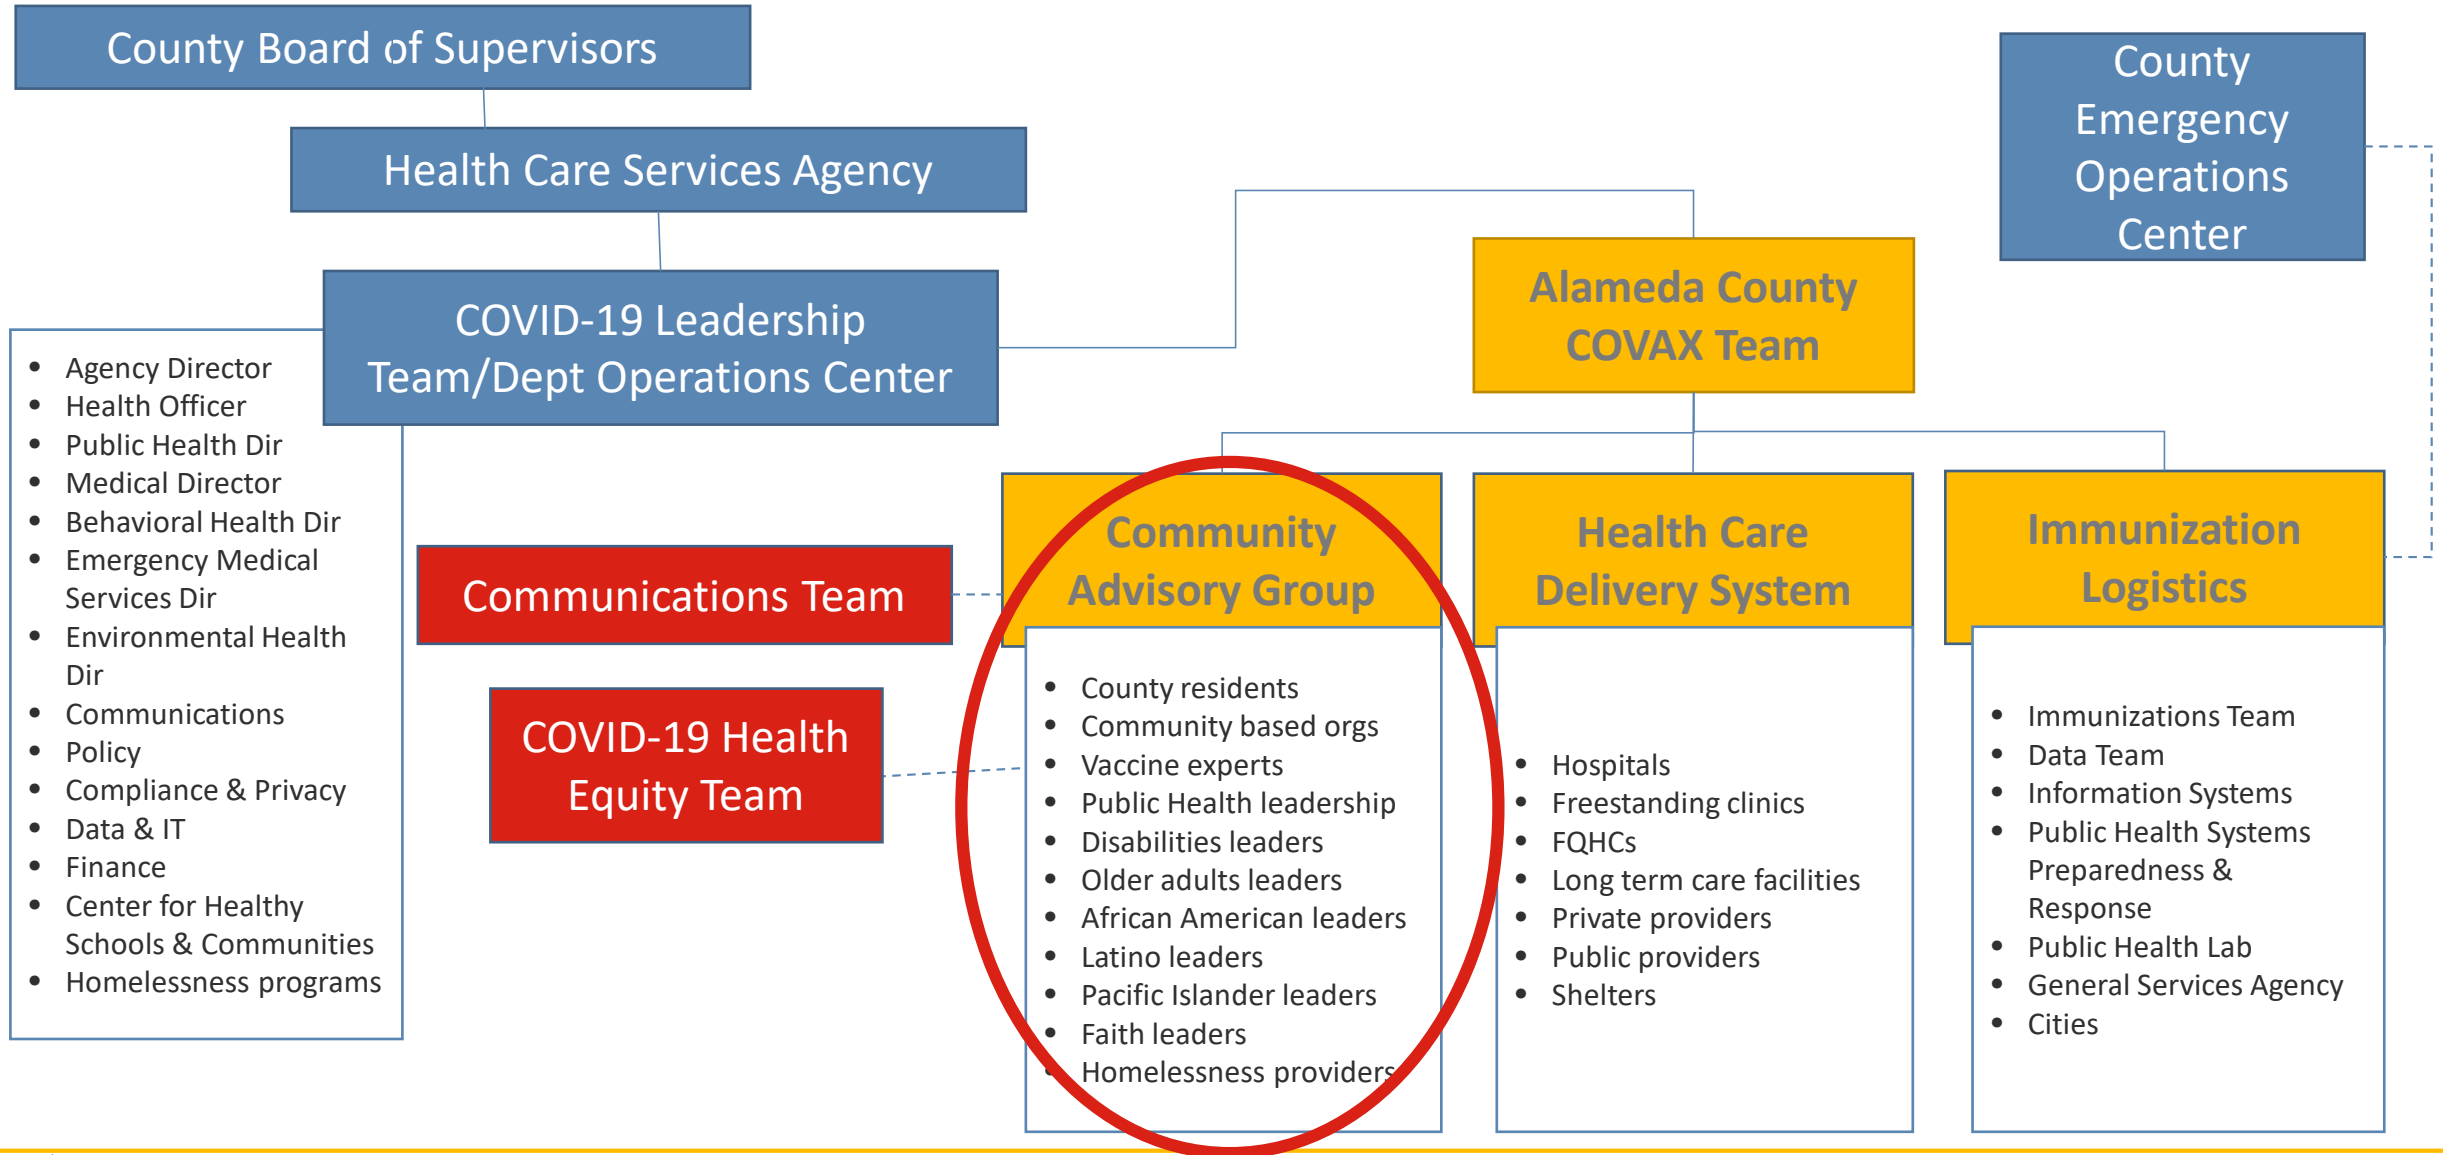 County Board of Supervisors
Health Care Services Agency
COVID-19 Leadership
Team/Dept Operations Center
• Agency Director
• Health Officer
• Public Health Dir
• Medical Director
• Behavioral Health Dir
• Emergency Medical
Services Dir
• Environmental Health
Dir
• Communications
• Policy
• Compliance & Privacy
• Data & IT
• Finance
• Center for Healthy
Schools & Communities
• Homelessness programs
County
Emergency
Operations
Center
Alameda County
COVAX Team
Communications Team
COVID-19 Health
Equity Team
Community
Advisory Group
• County residents
• Community based orgs
• Vaccine experts
• Public Health leadership
• Disabilities leaders
• Older adults leaders
• African American leaders
• Latino leaders
• Pacific Islander leaders
• Faith leaders
• Homelessness providers
Health Care
Delivery System
• Hospitals
• Freestanding clinics
• FQHCs
• Long term care facilities
• Private providers
• Public providers
• Shelters
Immunization
Logistics
• Immunizations Team
• Data Team
• Information Systems
• Public Health Systems
Preparedness &
Response
• Public Health Lab
• General Services Agency
• Cities